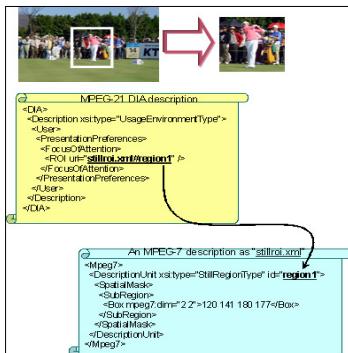 14
KT
MPEG-21 DIA description
<DIA>
<Description xsi:type="UsageEnvironmentType">
<User>
<PresentationPreferences>
<FocusOfAttention>
<ROI uri="stillroi.xml#region1" />
</FocusOfAttention>
</PresentationPreferences>
</User>
</Description>
</DIA>
An MPEG-7 description as "stillroi.xml"
<Mpeg7>
<DescriptionUnit xsi:type="StillRegionType" id="region1">
<SpatialMask>
<SubRegion>
<Box mpeg7:dim="2 2">120 141 180 177</Box>
</SubRegion>
</SpatialMask>
</DescriptionUnit>
</Mpeg7>